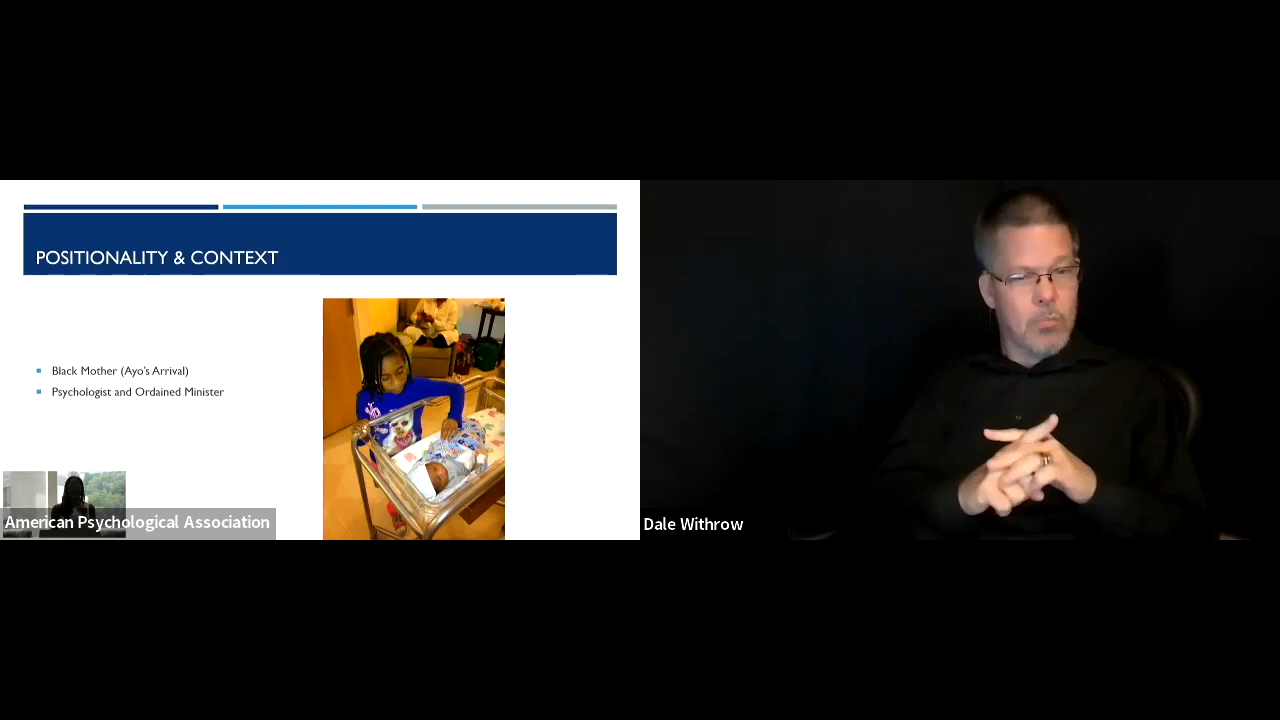 POSITIONALITY & CONTEXT
Black Mother (Ayo's Arrival)
Psychologist and Ordained Minister
American Psychological Association
Dale Withrow